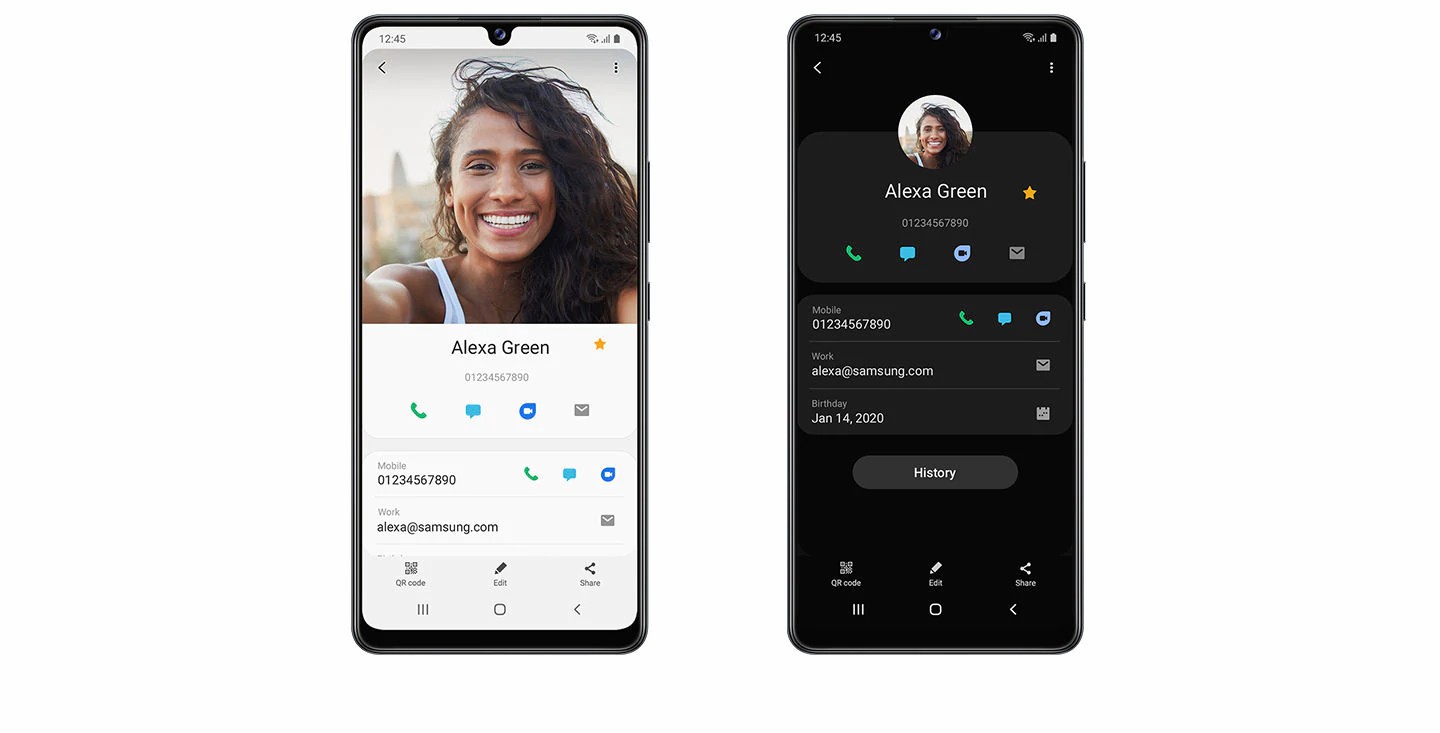 12:45
Alexa Green
01234567890
Mobile
01234567890
Work
alexa@samsung.com
QR code
Edit
Share
12:45
Alexa Green
01234567890
Mobile
01234567890
Work
alexa@samsung.com
Birthday
Jan 14, 2020
History
QR code
Edit
Share